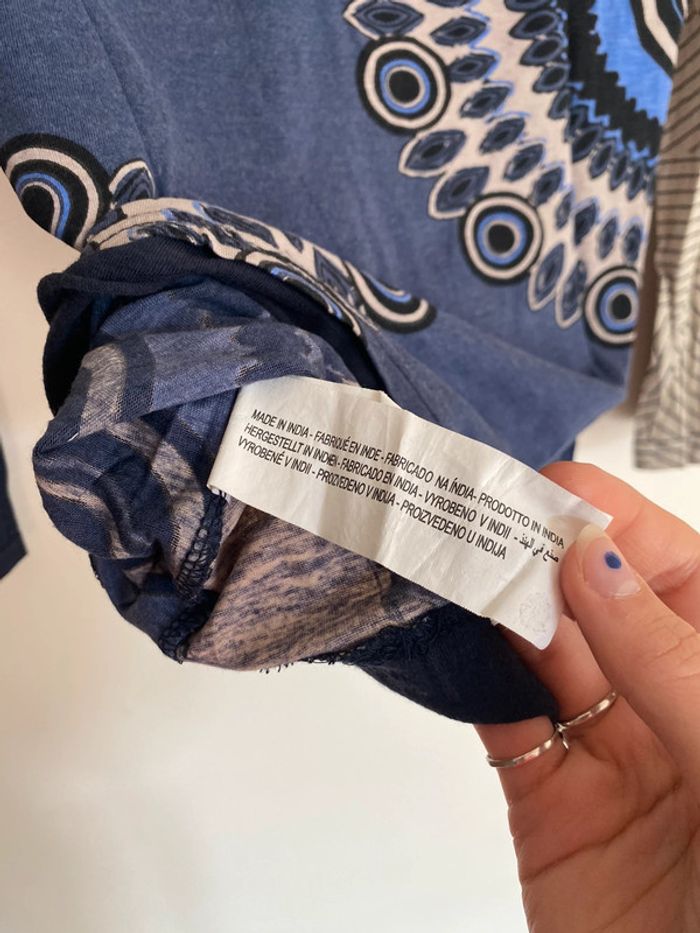 MADE IN INDIA - FABRIQUÉ EN INDE - FABRICADO NA ÍNDIA- PRODOTTO IN INDIA
HERGESTELLT IN INDIEN - FABRICADO EN INDIA - VYROBENO V INDII - صنع في الهند
VYROBENÉ V INDII - PROIZVEDENO V INDIJA - PROIZVEDENO U INDIJA